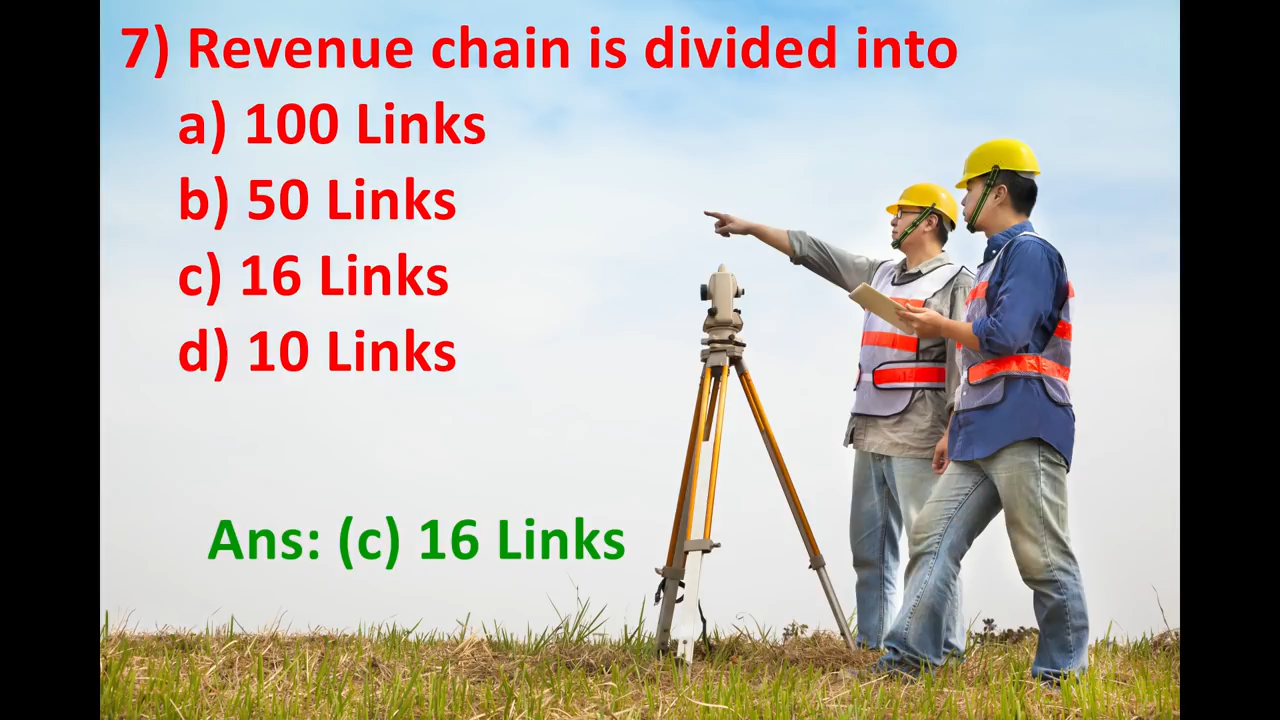 7) Revenue chain is divided into
a) 100 Links
b) 50 Links
c) 16 Links
d) 10 Links
Ans: (c) 16 Links